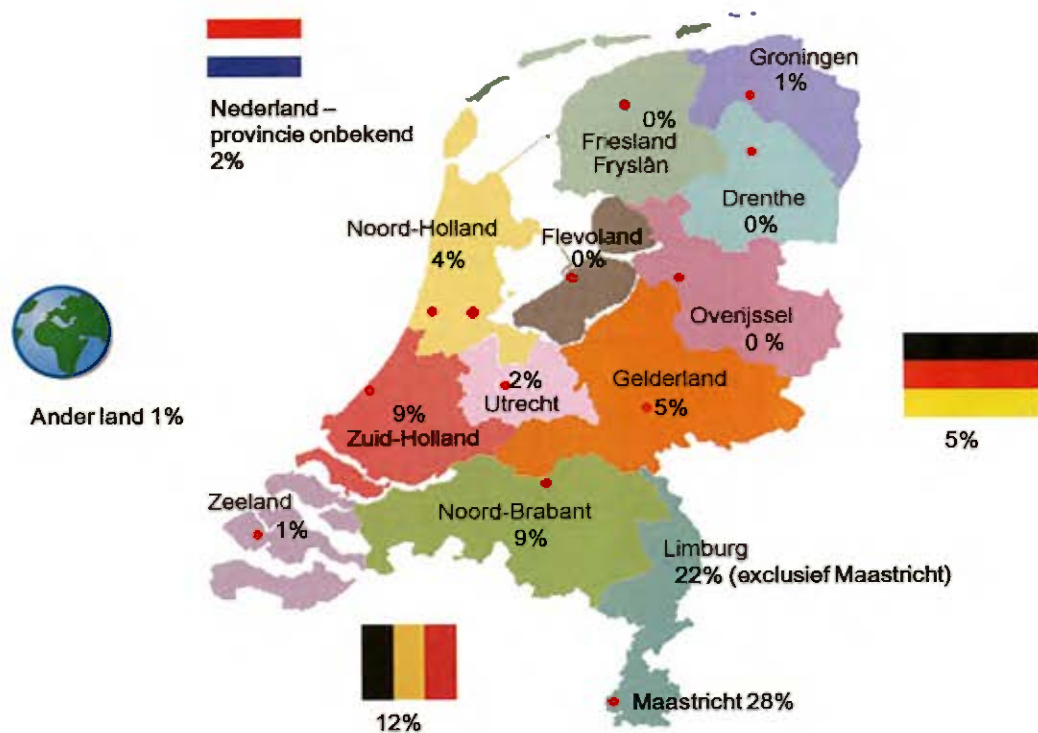 Nederland –
provincie onbekend
2%
Groningen
1%
0%
Friesland
Fryslân
Drenthe
0%
Noord-Holland
4%
Flevoland
0%
Overijssel
0 %
Ander land 1%
2%
Utrecht
Gelderland
5%
5%
9%
Zuid-Holland
Zeeland
1%
Noord-Brabant
9%
Limburg
22% (exclusief Maastricht)
12%
Maastricht 28%